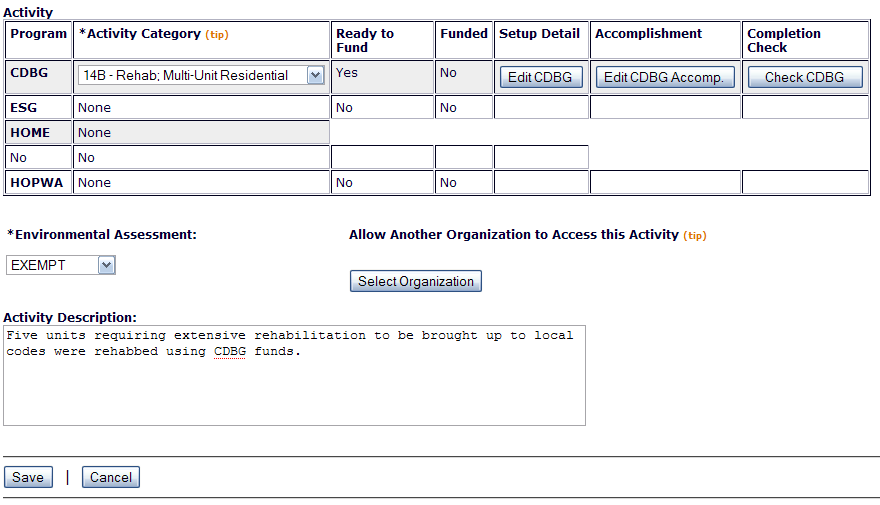 Activity
Program *Activity Category (tip) Ready to Fund Funded Setup Detail Accomplishment Completion Check
CDBG 14B - Rehab; Multi-Unit Residential Yes No Edit CDBG Edit CDBG Accomp. Check CDBG
ESG None No No
HOME None
No No
HOPWA None No No
*Environmental Assessment: Allow Another Organization to Access this Activity (tip)
EXEMPT
Select Organization
Activity Description:
Five units requiring extensive rehabilitation to be brought up to local
codes were rehabbed using CDBG funds.
Save | Cancel